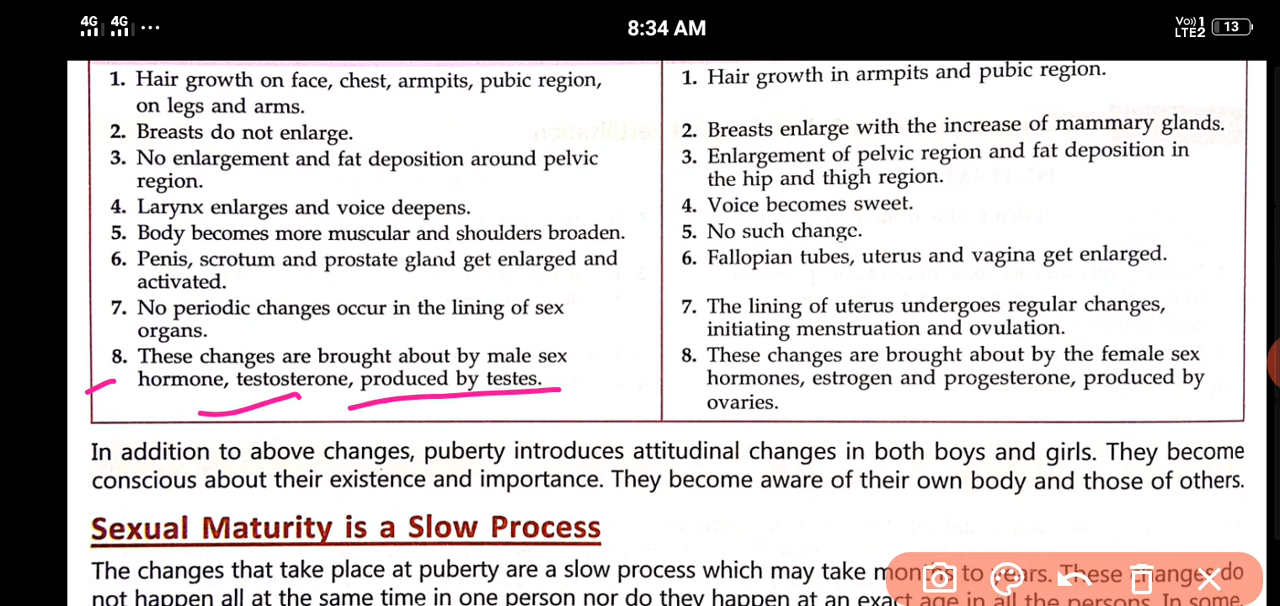 4G 4G
8:34 AM
Vo)) 1
LTE2
13
1. Hair growth on face, chest, armpits, pubic region,
on legs and arms.
2. Breasts do not enlarge.
3. No enlargement and fat deposition around pelvic
region.
4. Larynx enlarges and voice deepens.
5. Body becomes more muscular and shoulders broaden.
6. Penis, scrotum and prostate gland get enlarged and
activated.
7. No periodic changes occur in the lining of sex
organs.
8. These changes are brought about by male sex
hormone, testosterone, produced by testes.
1. Hair growth in armpits and pubic region.
2. Breasts enlarge with the increase of mammary glands.
3. Enlargement of pelvic region and fat deposition in
the hip and thigh region.
4. Voice becomes sweet.
5. No such change.
6. Fallopian tubes, uterus and vagina get enlarged.
7. The lining of uterus undergoes regular changes,
initiating menstruation and ovulation.
8. These changes are brought about by the female sex
hormones, estrogen and progesterone, produced by
ovaries.
In addition to above changes, puberty introduces attitudinal changes in both boys and girls. They become
conscious about their existence and importance. They become aware of their own body and those of others.
Sexual Maturity is a Slow Process
The changes that take place at puberty are a slow process which may take months to years. These changes do
not happen all at the same time in one person nor do they happen at an exact age in all the persons. In some,